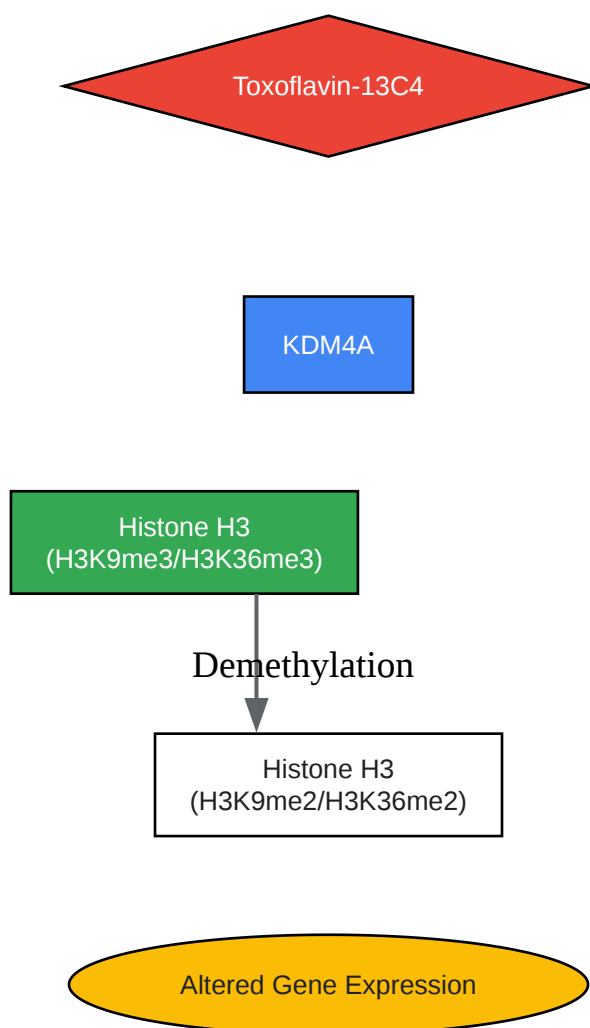 Toxoflavin-13C4
KDM4A
Histone H3
(H3K9me3/H3K36me3)
Demethylation
Histone H3
(H3K9me2/H3K36me2)
Altered Gene Expression